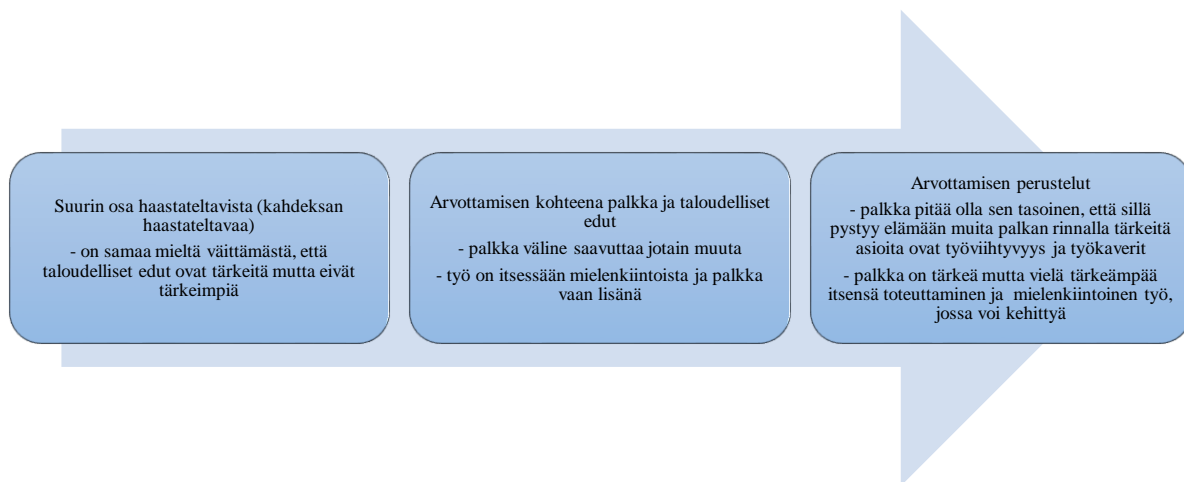 Suurin osa haastateltavista (kahdeksan
haastateltavaa)
- on samaa mieltä väittämästä, että
taloudelliset edut ovat tärkeitä mutta eivät
tärkeimpiä
Arvottamisen kohteena palkka ja taloudelliset
edut
- palkka väline saavuttaa jotain muuta
- työ on itsessään mielenkiintoista ja palkka
vaan lisänä
Arvottamisen perustelut
- palkka pitää olla sen tasoinen, että sillä
pystyy elämään muita palkan rinnalla tärkeitä
asioita ovat työviihtyvyys ja työkaverit
- palkka on tärkeä mutta vielä tärkeämpää
itsensä toteuttaminen ja mielenkiintoinen työ,
jossa voi kehittyä